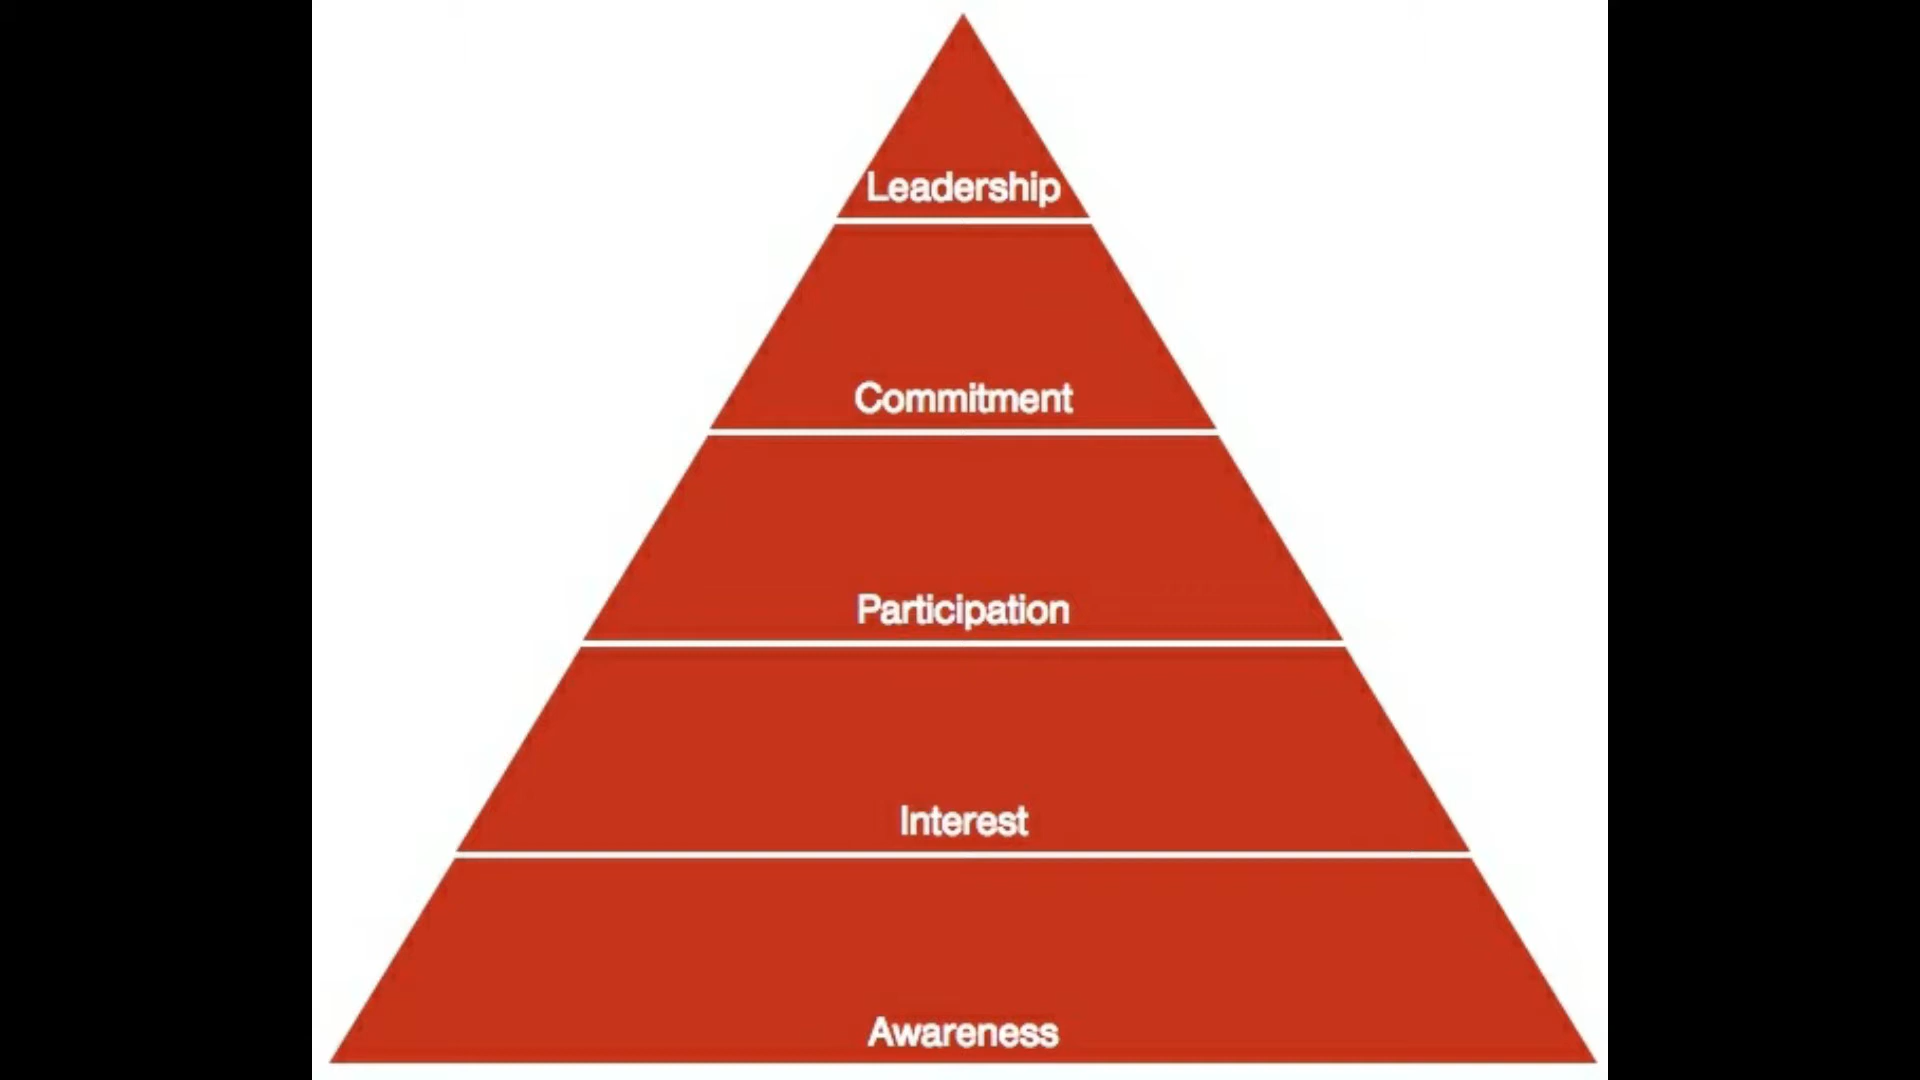 Leadership
Commitment
Participation
Interest
Awareness